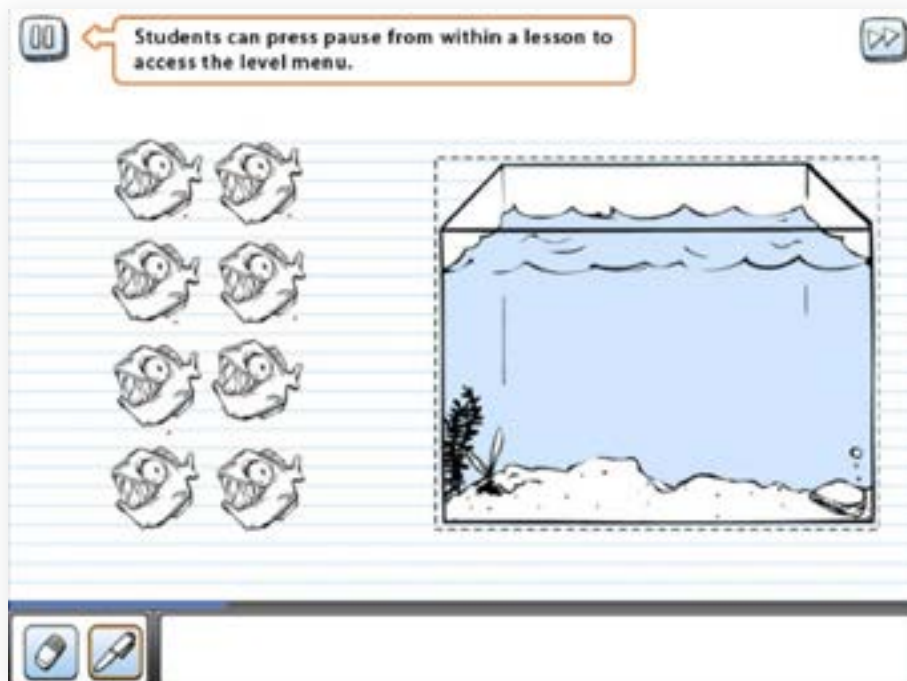 Students can press pause from within a lesson to
access the level menu.